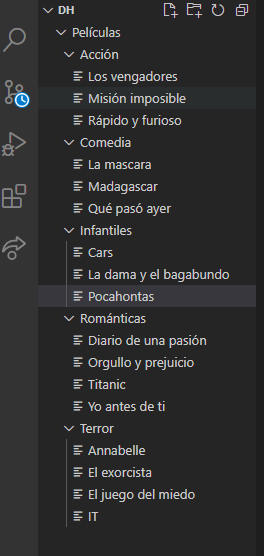 DH
Películas
Acción
Los vengadores
Misión imposible
Rápido y furioso
Comedia
La mascara
Madagascar
Qué pasó ayer
Infantiles
Cars
La dama y el bagabundo
Pocahontas
Románticas
Diario de una pasión
Orgullo y prejuicio
Titanic
Yo antes de ti
Terror
Annabelle
El exorcista
El juego del miedo
IT